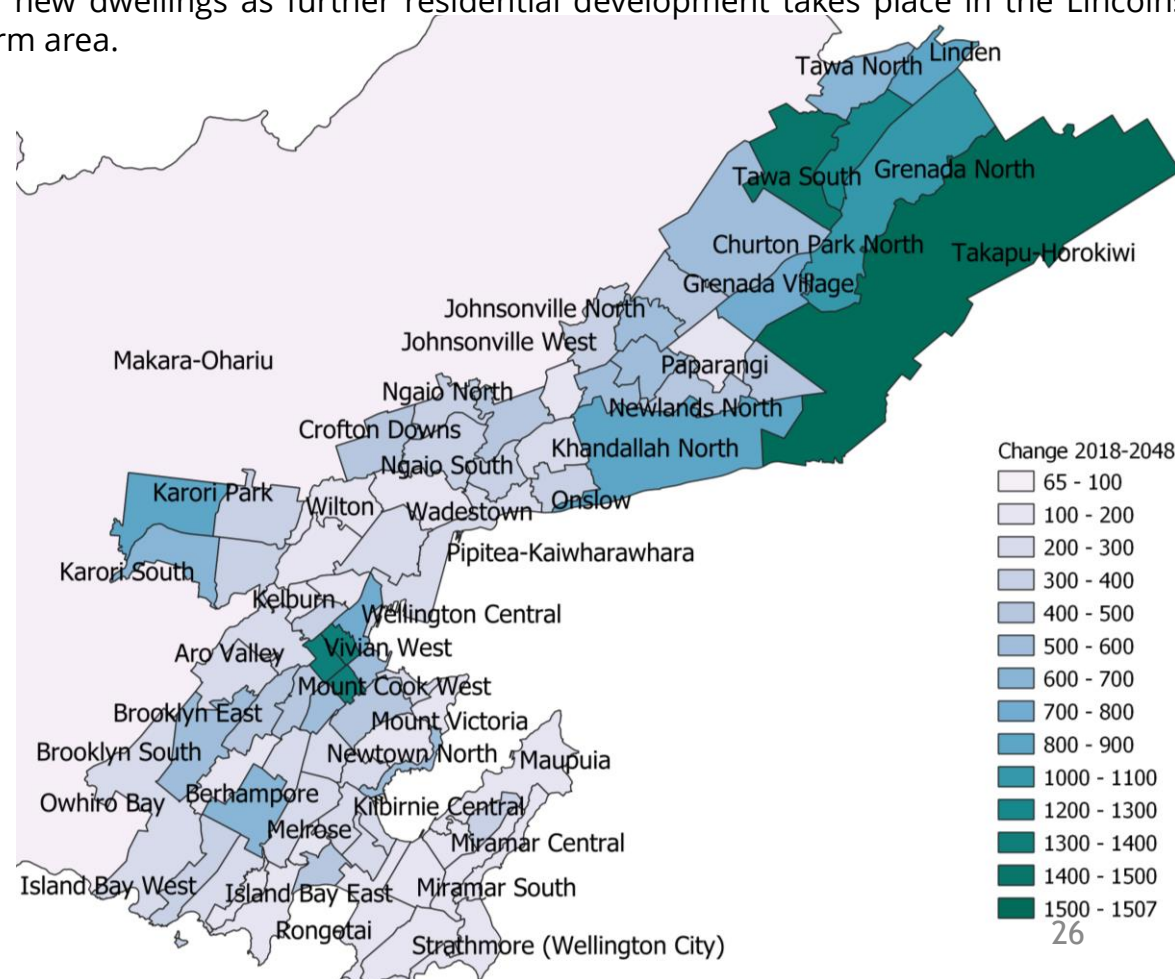 new dwellings as further residential development takes place in the Lincoln
rm area.
Linden
Tawa North
Tawa South
Grenada North
Churton Park North
Takapu-Horokiwi
Grenada Village
Johnsonville North
Johnsonville West
Makara-Ohariu
Paparangi
Ngaio North
Newlands North
Crofton Downs
Khandallah North
Ngaio South
Karori Park
Onslow
Wilton
Wadestown
Pipitea-Kaiwharawhara
Karori South
Kelburn
Wellington Central
Aro Valley
Vivian West
Mount Cook West
Brooklyn East
Mount Victoria
Brooklyn South
Newtown North
Maupuia
Owhiro Bay
Berhampore
Kilbirnie Central
Melrose
Miramar Central
Island Bay West
Island Bay East
Miramar South
Rongotai
Strathmore (Wellington City)
Change 2018-2048
65 - 100
100 - 200
200 - 300
300 - 400
400 - 500
500 - 600
600 - 700
700 - 800
800 - 900
1000 - 1100
1200 - 1300
1300 - 1400
1400 - 1500
1500 - 1507
26